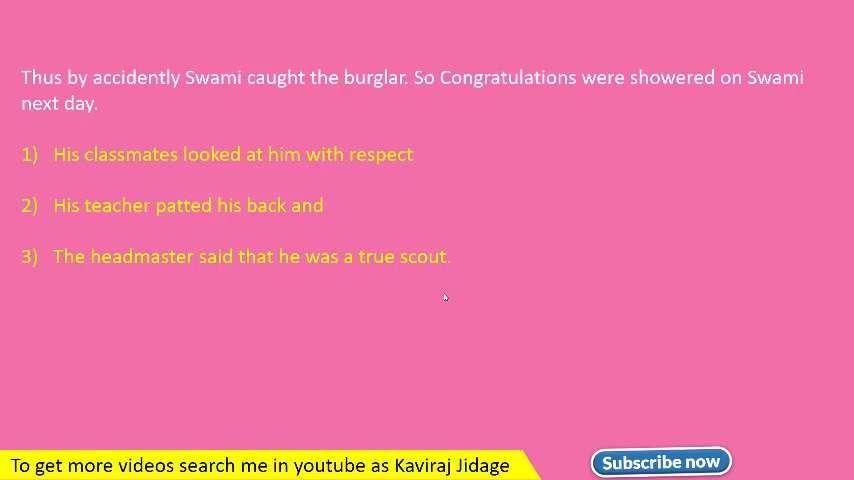 Thus by accidently Swami caught the burglar. So Congratulations were showered on Swami
next day.
1) His classmates looked at him with respect
2) His teacher patted his back and
3) The headmaster said that he was a true scout.
To get more videos search me in youtube as Kaviraj Jidage
Subscribe now